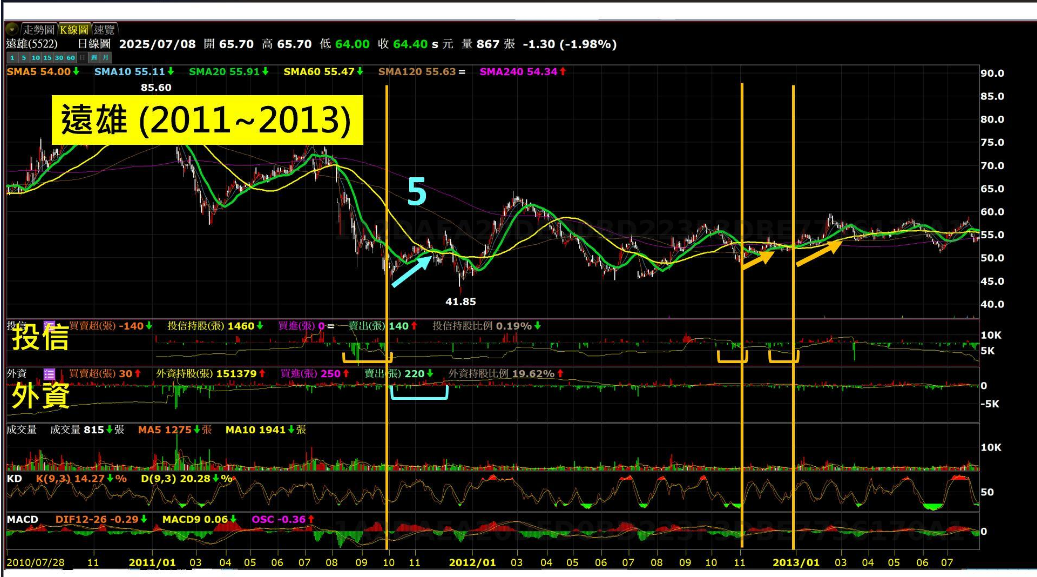 走勢圖 K線圖 速覽
遠雄(5522) 日線圖 2025/07/08 開 65.70 高 65.70 低 64.00 收 64.40 s 元 量 867 張 -1.30 (-1.98%)
1 5 10 15 30 60 日 週 月
SMA5 54.00↓ SMA10 55.11↓ SMA20 55.91↓ SMA60 55.47↓ SMA120 55.63= SMA240 54.34↑
85.60
遠雄 (2011~2013)
5
41.85
90.0
85.0
80.0
75.0
70.0
65.0
60.0
55.0
50.0
45.0
40.0
投信 買賣超(張) -140↓ 投信持股(張) 1460↓ 買進(張) 0= 賣出(張) 140↑ 投信持股比例 0.19%↓
投信
10K
5K
外資 買賣超(張) 30↑ 外資持股(張) 151379↑ 買進(張) 250↑ 賣出(張) 220↓ 外資持股比例 19.62%↑
外資
0
-5K
成交量 成交量 815↓張 MA5 1275↓張 MA10 1941↓張
10K
KD K(9,3) 14.27↓% D(9,3) 20.28↓%
50
MACD DIF12-26 -0.29↓ MACD9 0.06↓ OSC -0.36↑
0
2010/07/28 11 2011/01 03 04 05 06 07 08 09 10 11 2012/01 03 04 05 06 07 08 09 10 11 2013/01 03 04 05 06 07